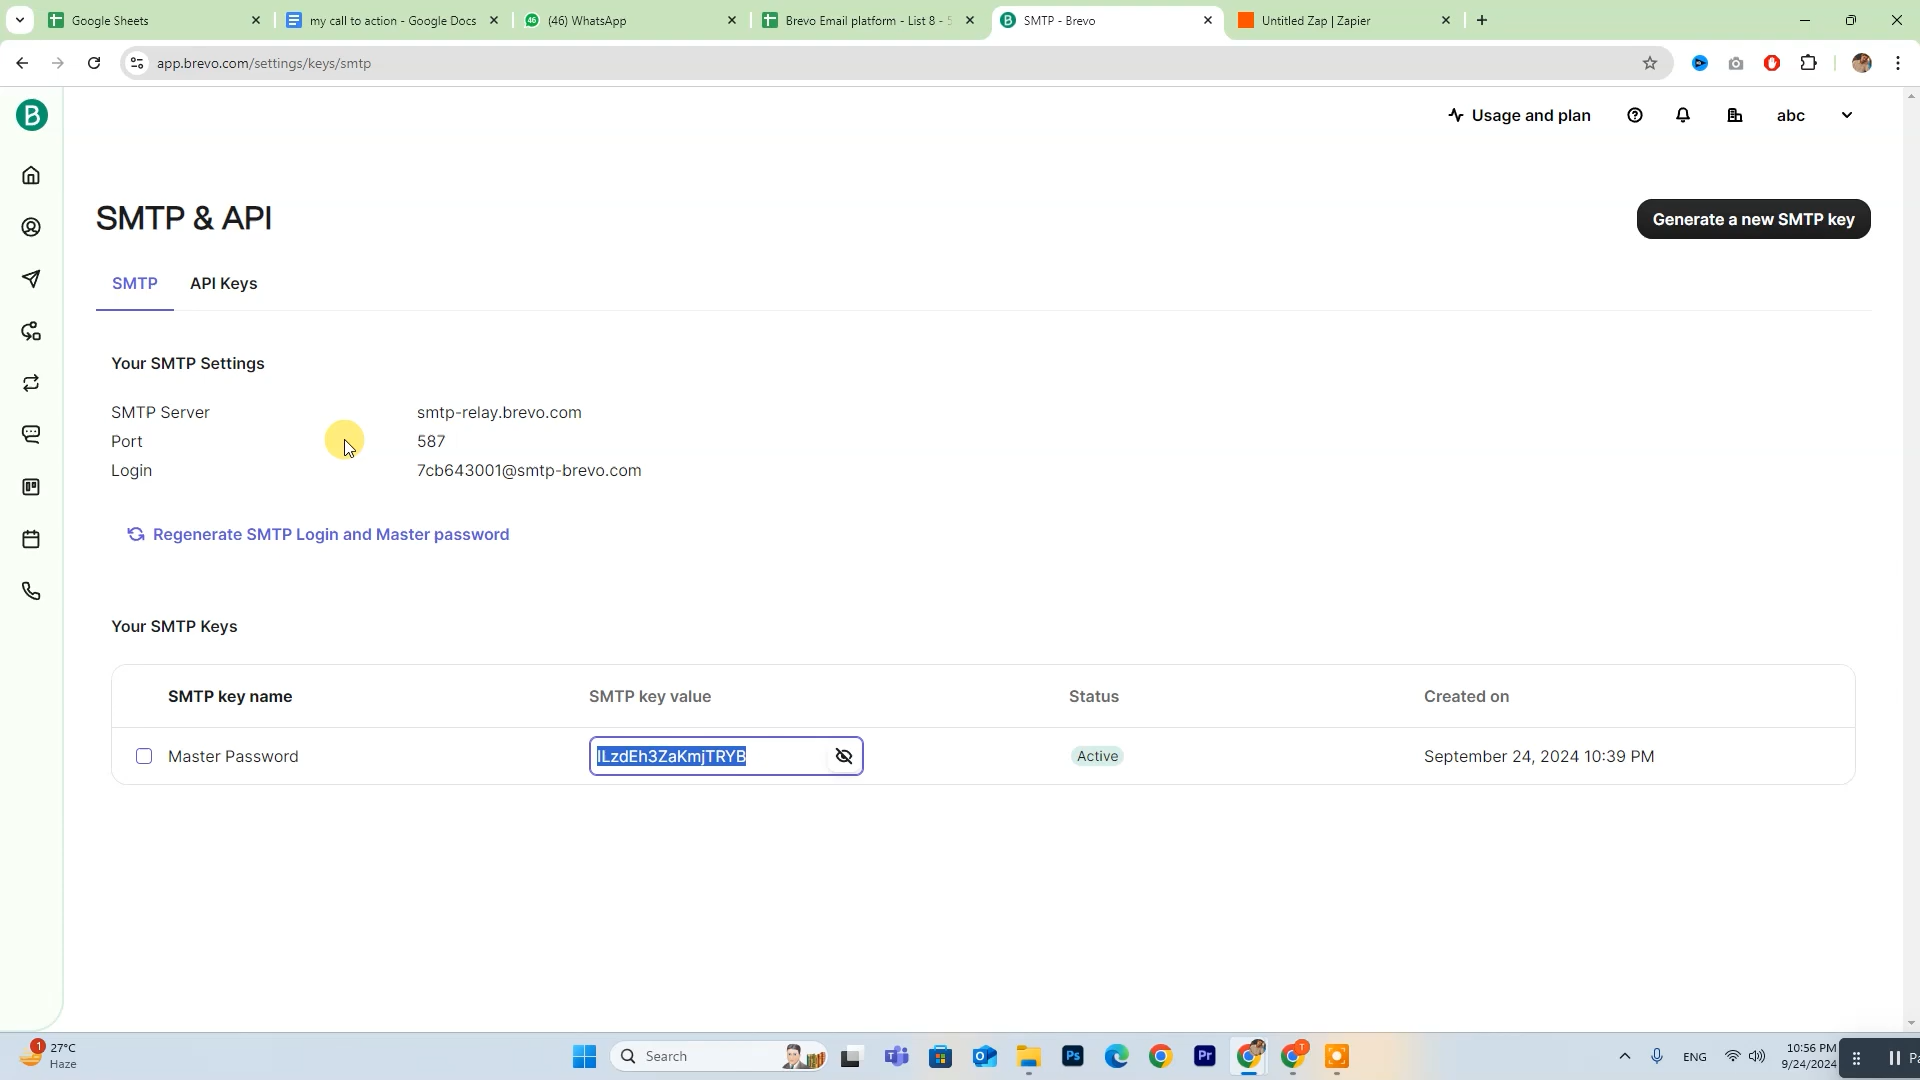 Google Sheets
my call to action - Google Docs
(46) WhatsApp
Brevo Email platform - List 8 - 
SMTP - Brevo
Untitled Zap | Zapier
app.brevo.com/settings/keys/smtp
B
Usage and plan
abc
SMTP & API
Generate a new SMTP key
SMTP
API Keys
Your SMTP Settings
SMTP Server
smtp-relay.brevo.com
Port
587
Login
7cb643001@smtp-brevo.com
Regenerate SMTP Login and Master password
Your SMTP Keys
SMTP key name
SMTP key value
Status
Created on
Master Password
lLzdEh3ZaKmjTRYB
Active
September 24, 2024 10:39 PM
1
27°C
Haze
Search
Ps
Pr
T
ENG
10:56 PM
9/24/2024